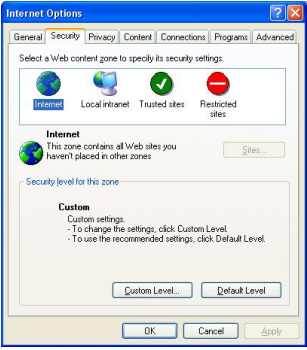 Internet Options
General Security Privacy Content Connections Programs Advanced
Select a Web content zone to specify its security settings.
Internet Local intranet Trusted sites Restricted
sites
Internet
This zone contains all Web sites you
haven't placed in other zones
Sites...
Security level for this zone
Custom
Custom settings.
- To change the settings, click Custom Level.
- To use the recommended settings, click Default Level.
Custom Level... Default Level
OK Cancel Apply